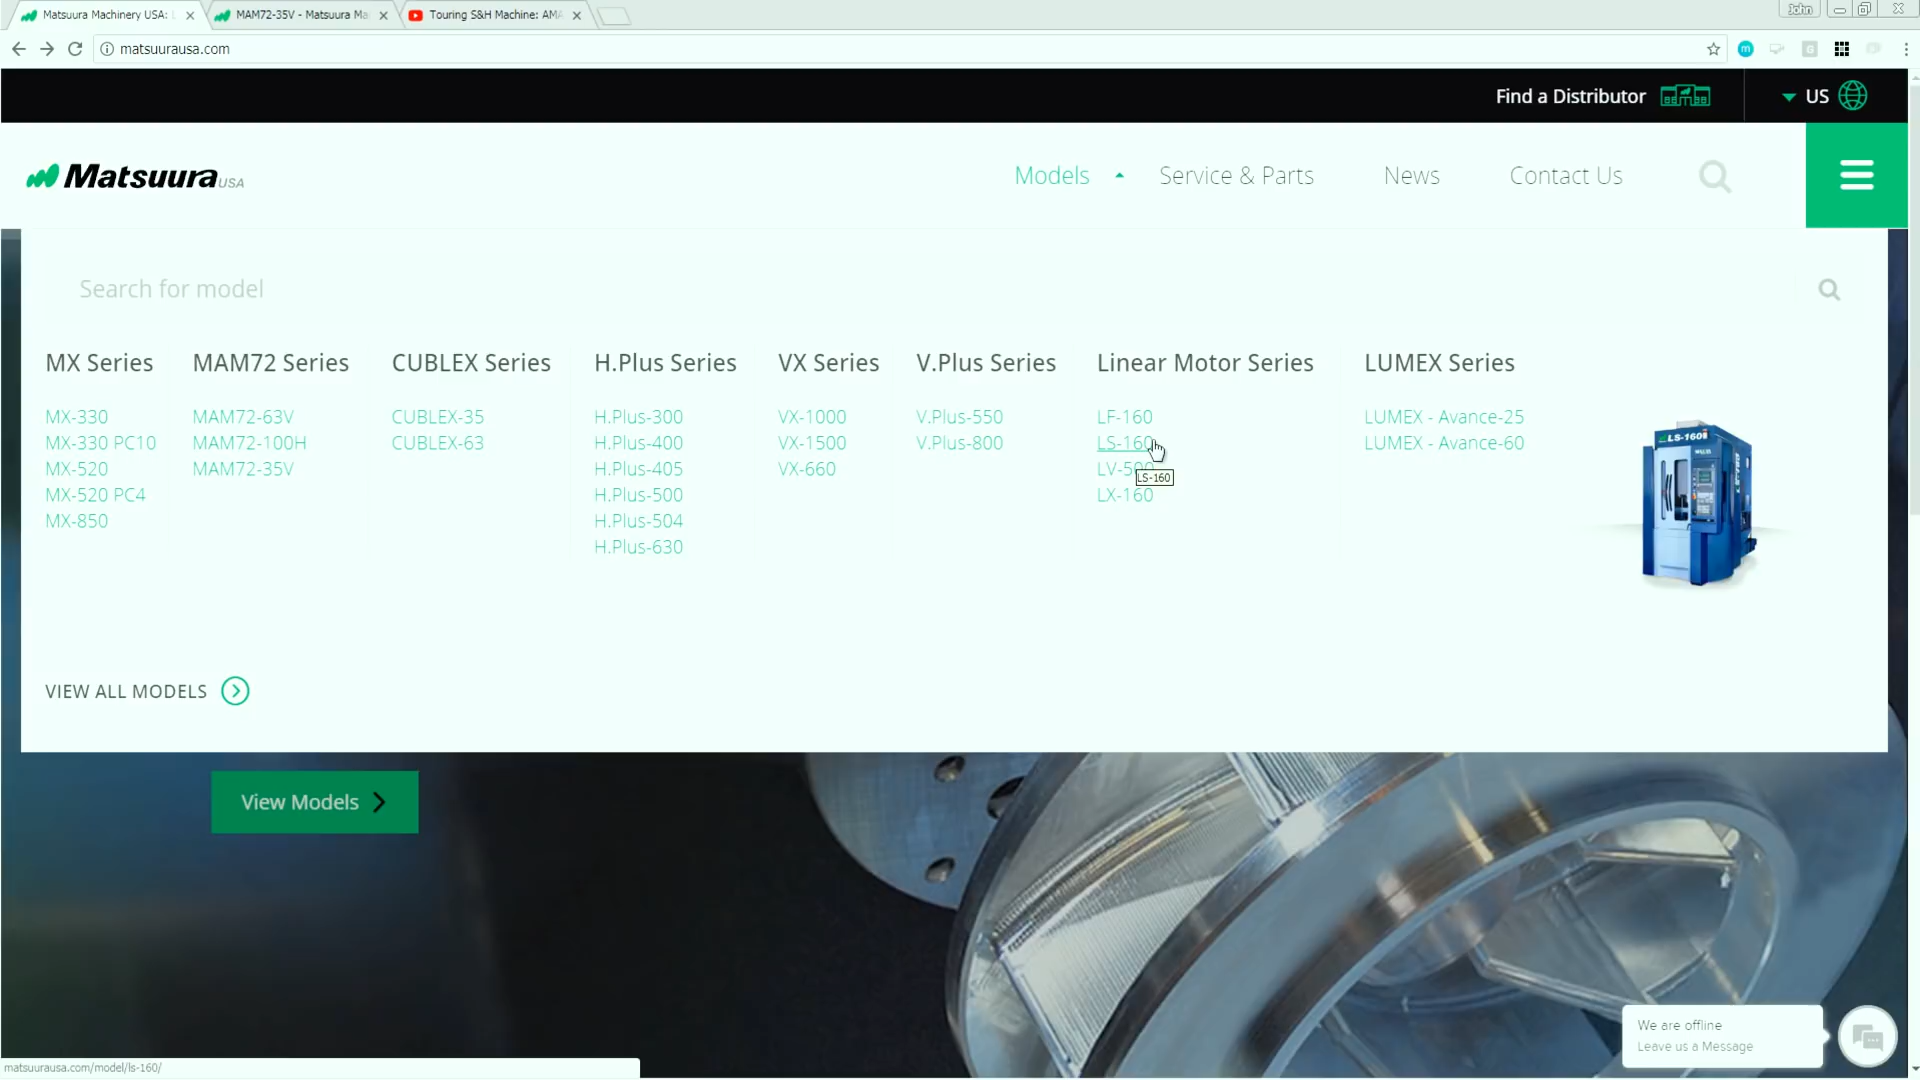 Matsuura Machinery USA: L
MAM72-35V - Matsuura Ma
Touring S&H Machine: AMA
John
matsuurausa.com
Find a Distributor
US
Matsuura USA
Models
Service & Parts
News
Contact Us
Search for model
MX Series
MX-330
MX-330 PC10
MX-520
MX-520 PC4
MX-850
MAM72 Series
MAM72-63V
MAM72-100H
MAM72-35V
CUBLEX Series
CUBLEX-35
CUBLEX-63
H.Plus Series
H.Plus-300
H.Plus-400
H.Plus-405
H.Plus-500
H.Plus-504
H.Plus-630
VX Series
VX-1000
VX-1500
VX-660
V.Plus Series
V.Plus-550
V.Plus-800
Linear Motor Series
LF-160
LS-160
LV-500
LS-160
LX-160
LUMEX Series
LUMEX - Avance-25
LUMEX - Avance-60
LS-160
VIEW ALL MODELS
View Models
We are offline
Leave us a Message
matsuurausa.com/model/ls-160/